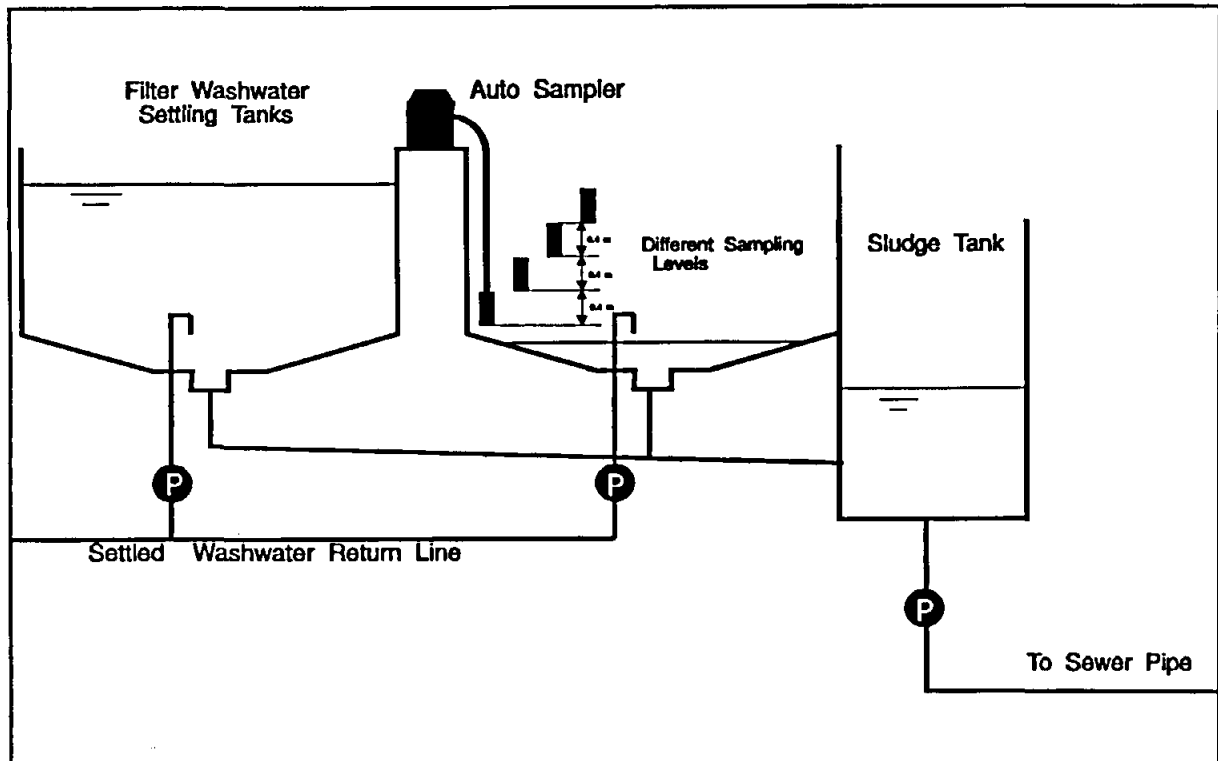 Filter Washwater
Settling Tanks
Auto Sampler
Different Sampling
Levels
Sludge Tank
P
P
Settled Washwater Return Line
P
To Sewer Pipe